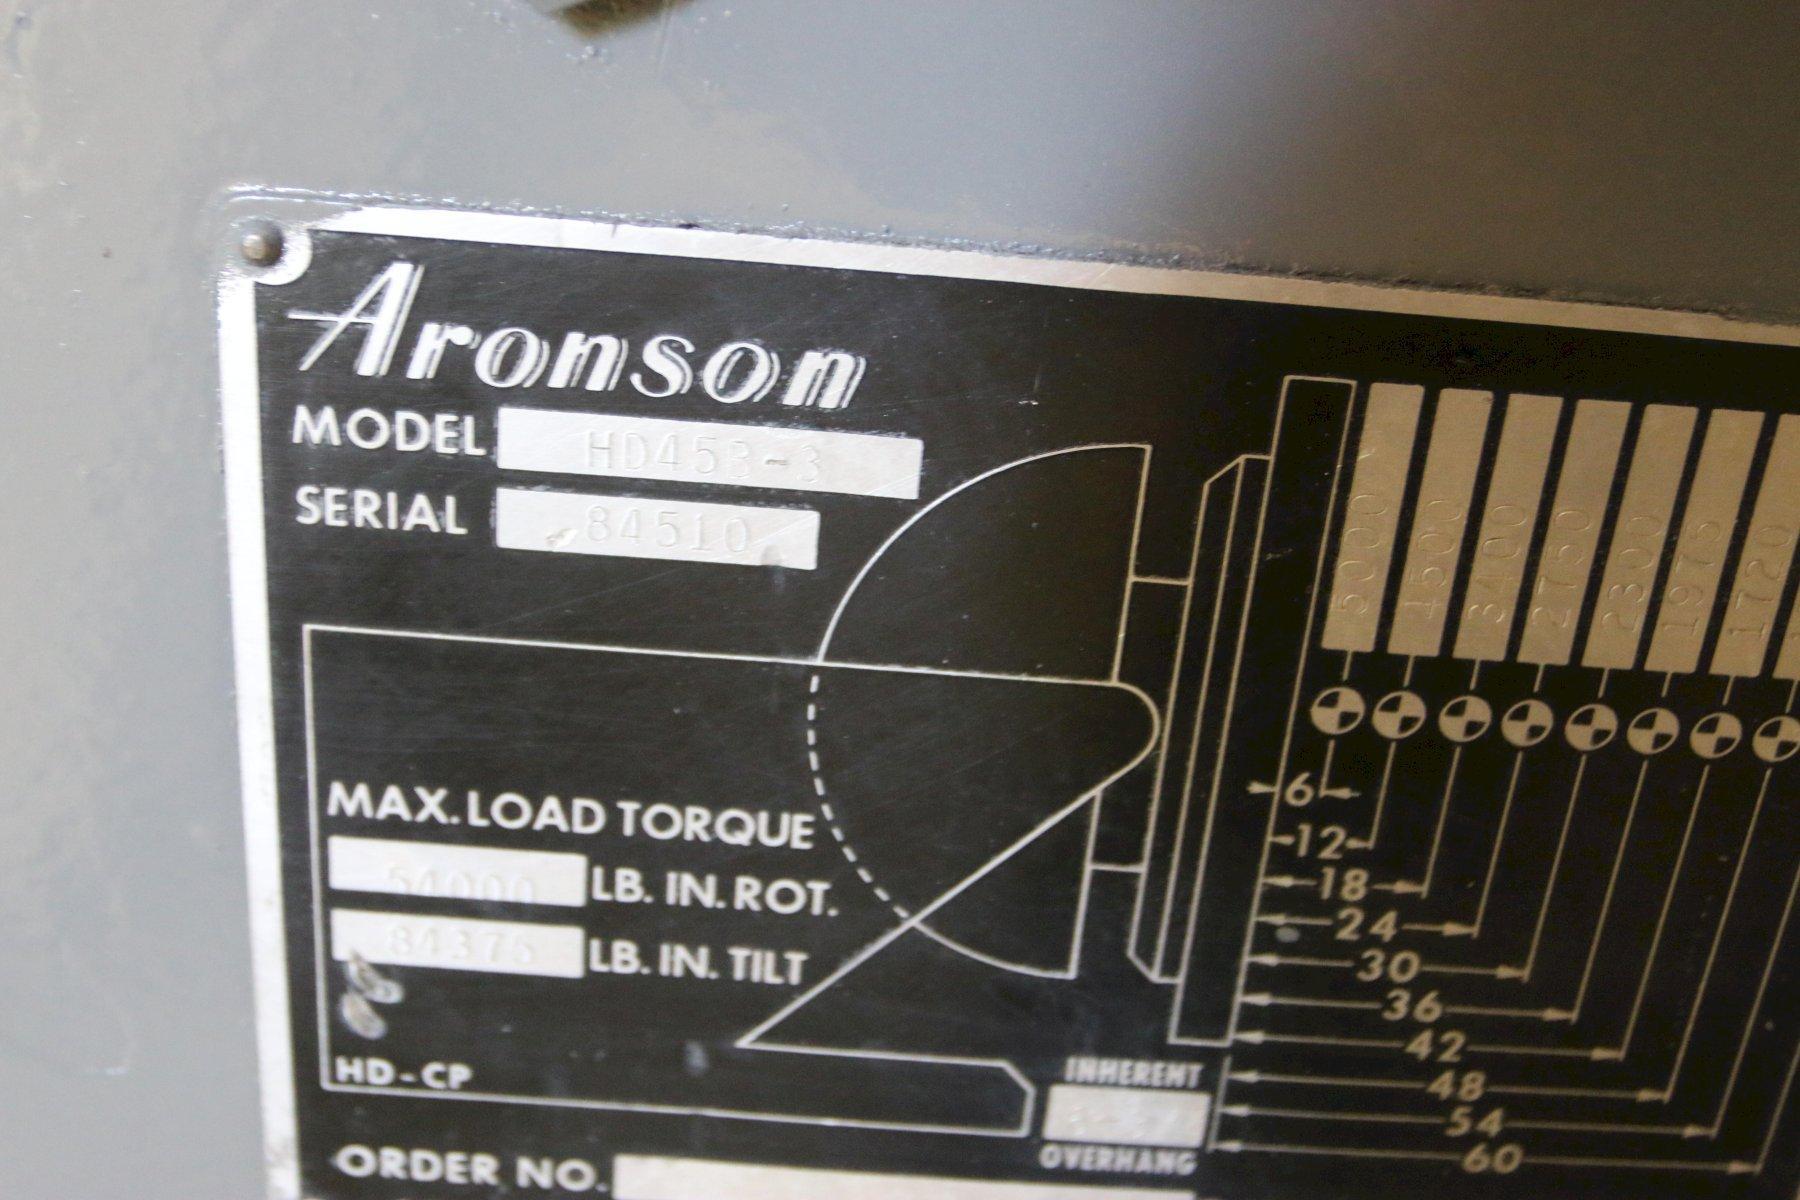 Aronson
MODEL HD45B-3
SERIAL 84510
5000 4500 3400 2750 2300 1975 1720
MAX. LOAD TORQUE
54000 LB. IN. ROT.
84375 LB. IN. TILT
6
12
18
24
30
36
42
48
54
60
HD-CP
INHERENT
OVERHANG
ORDER NO.